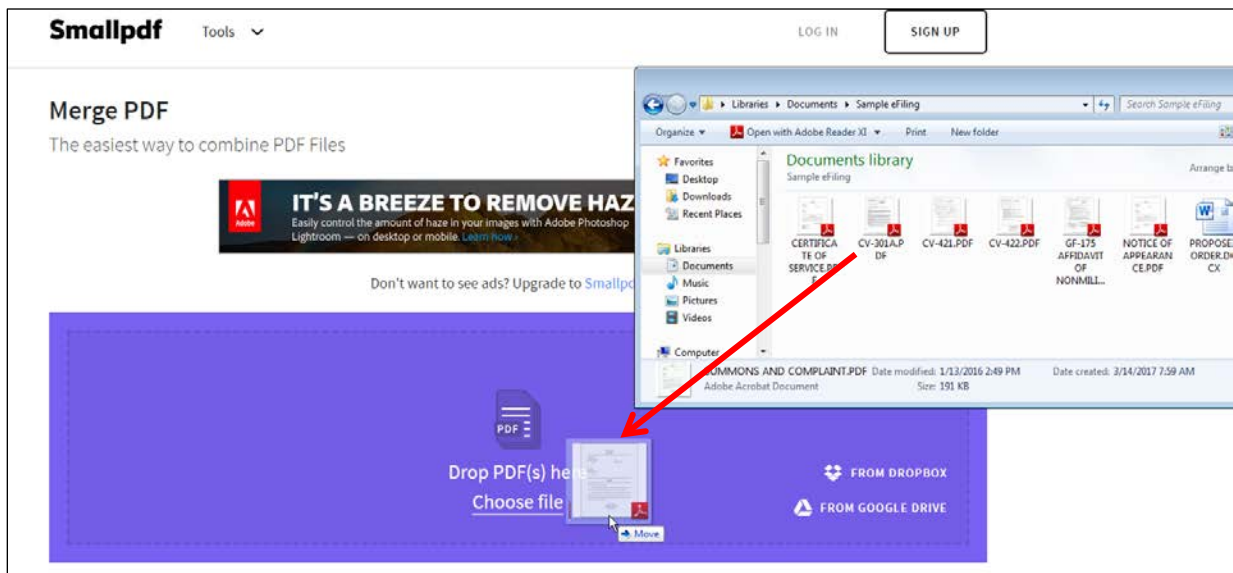 Smallpdf
Tools
LOG IN
SIGN UP
Merge PDF
The easiest way to combine PDF Files
Adobe
IT'S A BREEZE TO REMOVE HAZ
Easily control the amount of haze in your images with Adobe Photoshop
Lightroom — on desktop or mobile. Learn how ›
Don't want to see ads? Upgrade to Smallpd
Libraries ▸ Documents ▸ Sample eFiling
Search Sample eFiling
Organize
Open with Adobe Reader XI
Print
New folder
Favorites
Desktop
Downloads
Recent Places
Libraries
Documents
Music
Pictures
Videos
Computer
Documents library
Sample eFiling
Arrange b
CERTIFICA
TE OF
SERVICE.PD
F
CV-301A.P
DF
CV-421.PDF
CV-422.PDF
GF-175
AFFIDAVIT
OF
NONMILI...
NOTICE OF
APPEARAN
CE.PDF
PROPOSE
ORDER.D
CX
SUMMONS AND COMPLAINT.PDF
Date modified: 1/13/2016 2:49 PM
Date created: 3/14/2017 7:59 AM
Adobe Acrobat Document
Size: 191 KB
PDF
Drop PDF(s) here
Choose file
Move
FROM DROPBOX
FROM GOOGLE DRIVE